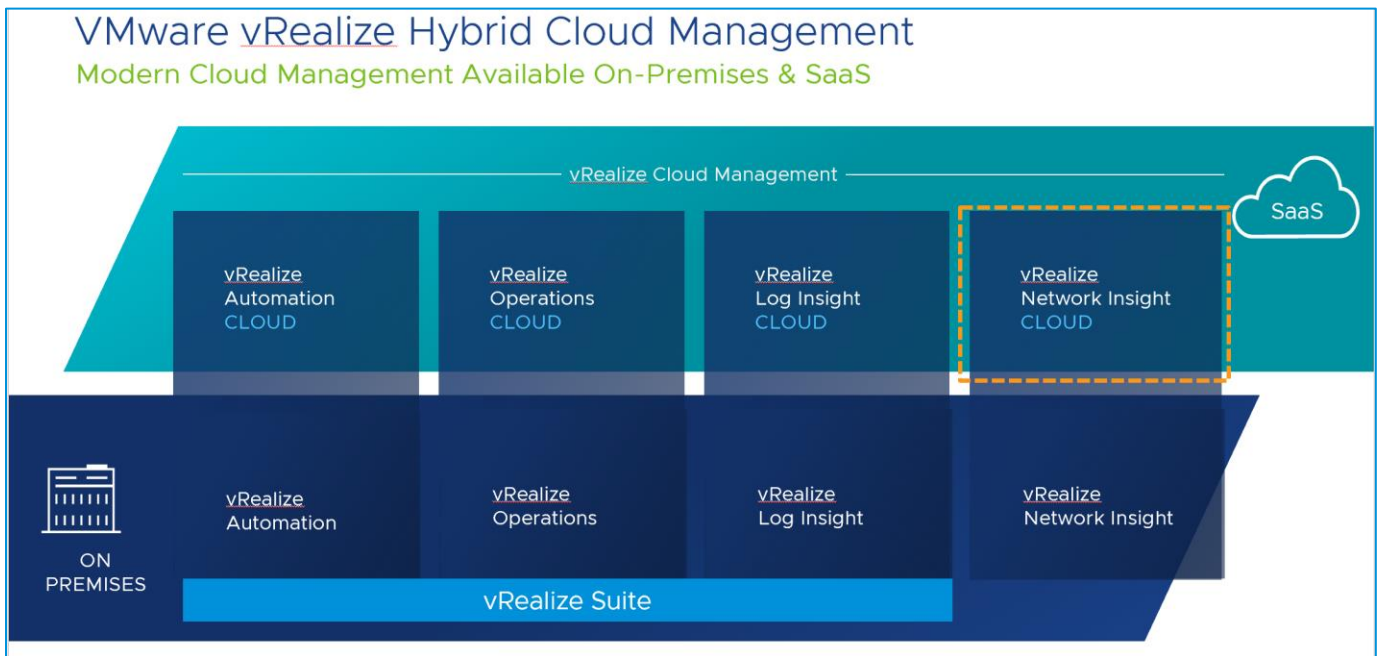 VMware vRealize Hybrid Cloud Management
Modern Cloud Management Available On-Premises & SaaS
vRealize Cloud Management
SaaS
vRealize
Automation
CLOUD
vRealize
Operations
CLOUD
vRealize
Log Insight
CLOUD
vRealize
Network Insight
CLOUD
ON
PREMISES
vRealize
Automation
vRealize
Operations
vRealize
Log Insight
vRealize
Network Insight
vRealize Suite